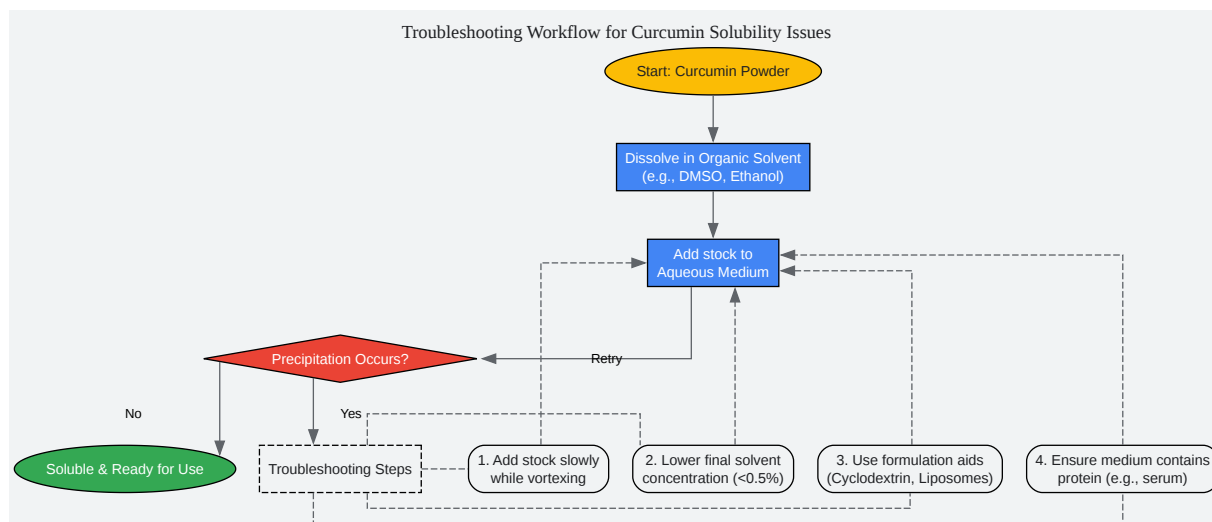 Troubleshooting Workflow for Curcumin Solubility Issues
Start: Curcumin Powder
Dissolve in Organic Solvent
(e.g., DMSO, Ethanol)
Add stock to
Aqueous Medium
Precipitation Occurs?
Retry
No
Yes
Soluble & Ready for Use
Troubleshooting Steps
1. Add stock slowly
while vortexing
2. Lower final solvent
concentration (<0.5%)
3. Use formulation aids
(Cyclodextrin, Liposomes)
4. Ensure medium contains
protein (e.g., serum)